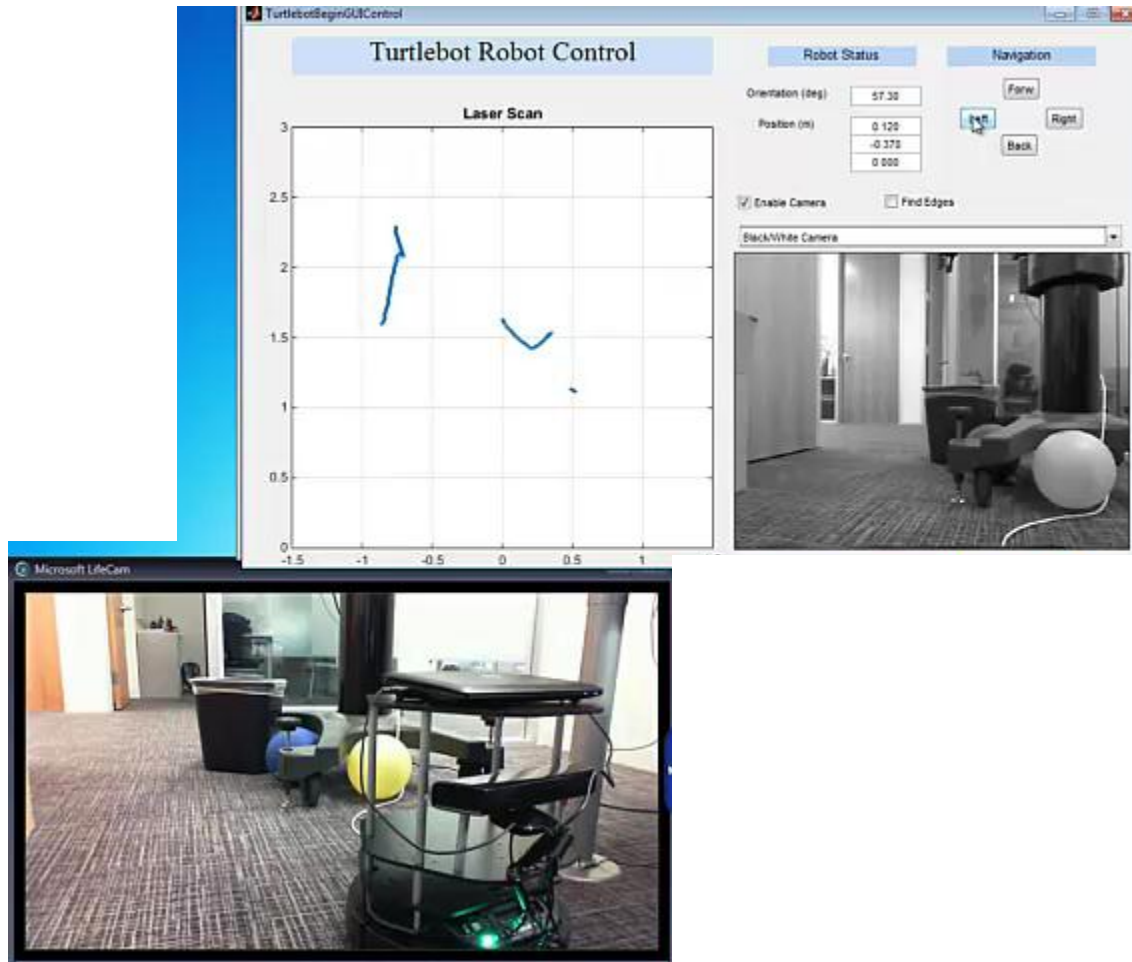 TurtlebotBeginGUIControl
Turtlebot Robot Control
Robot Status
Navigation
Orientation (deg)
57.30
Forw
Position (m)
0.120
-0.370
0.000
Left
Right
Back
Laser Scan
3
2.5
2
1.5
1
0.5
0
-1.5
-1
-0.5
0
0.5
1
Enable Camera
Find Edges
Black/White Camera
Microsoft LifeCam